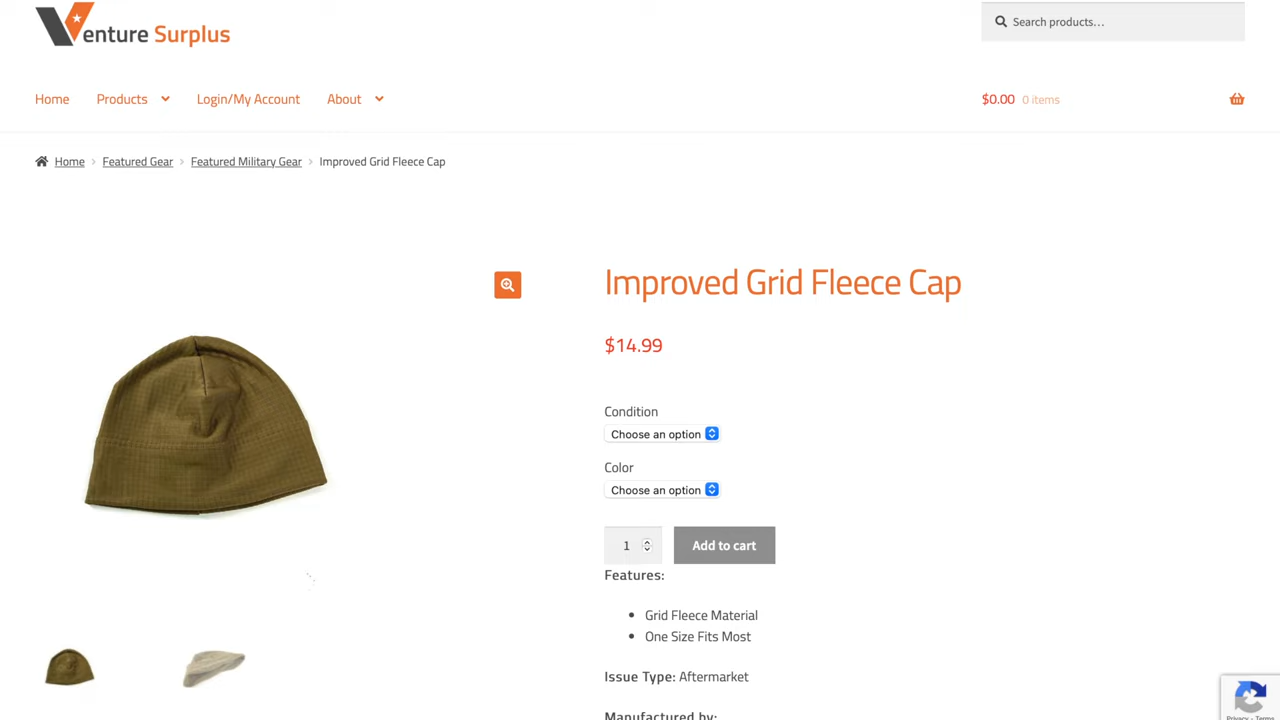 Venture Surplus
Search products…
Home Products Login/My Account About
$0.00 0 items
Home Featured Gear Featured Military Gear Improved Grid Fleece Cap
Improved Grid Fleece Cap
$14.99
Condition
Choose an option
Color
Choose an option
1 Add to cart
Features:
Grid Fleece Material
One Size Fits Most
Issue Type: Aftermarket
Manufactured by:
Privacy - Terms